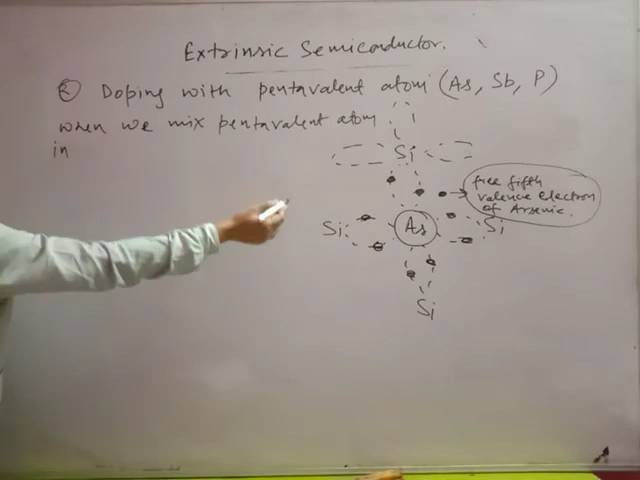 Extrinsic Semiconductor.
Doping with pentavalent atom (As, Sb, P)
when we mix pentavalent atom
in
Si
free fifth
valence electron
of Arsenic.
Si
As
Si
Si